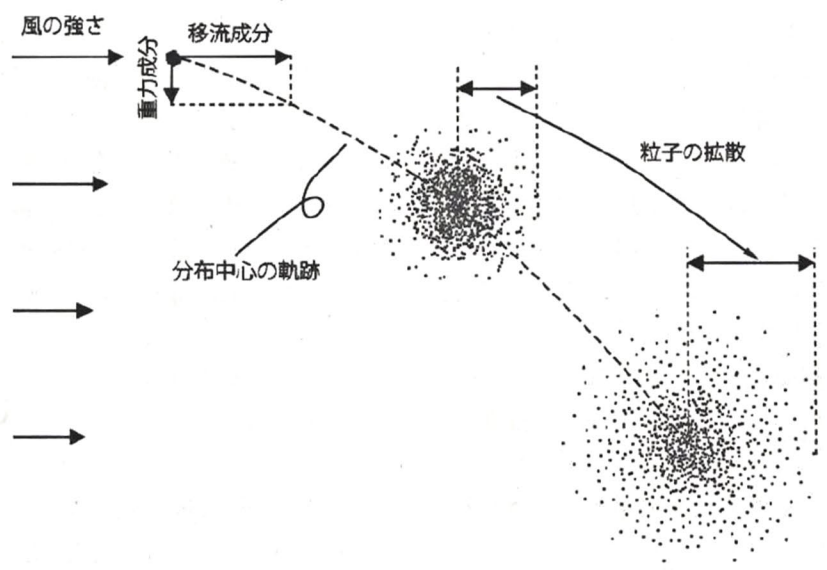 風の強さ
移流成分
重力成分
粒子の拡散
分布中心の軌跡